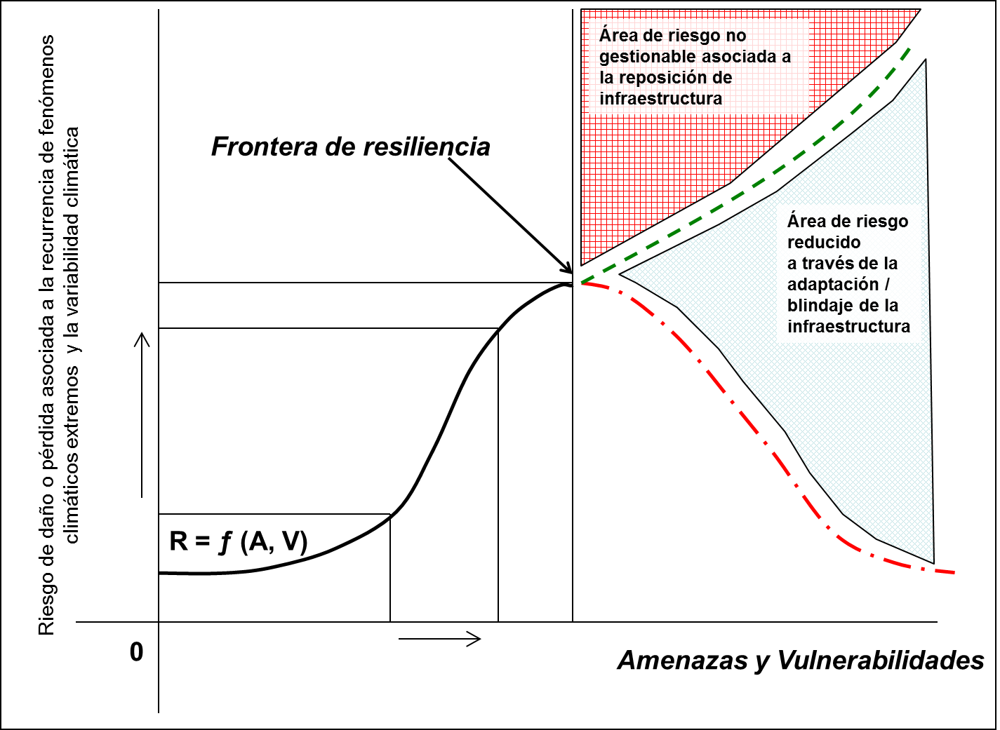 Riesgo de daño o pérdida asociada a la recurrencia de fenómenos
climáticos extremos y la variabilidad climática
Área de riesgo no
gestionable asociada a
la reposición de
infraestructura
Frontera de resiliencia
Área de riesgo
reducido
a través de la
adaptación /
blindaje de la
infraestructura
R = ƒ (A, V)
0
Amenazas y Vulnerabilidades